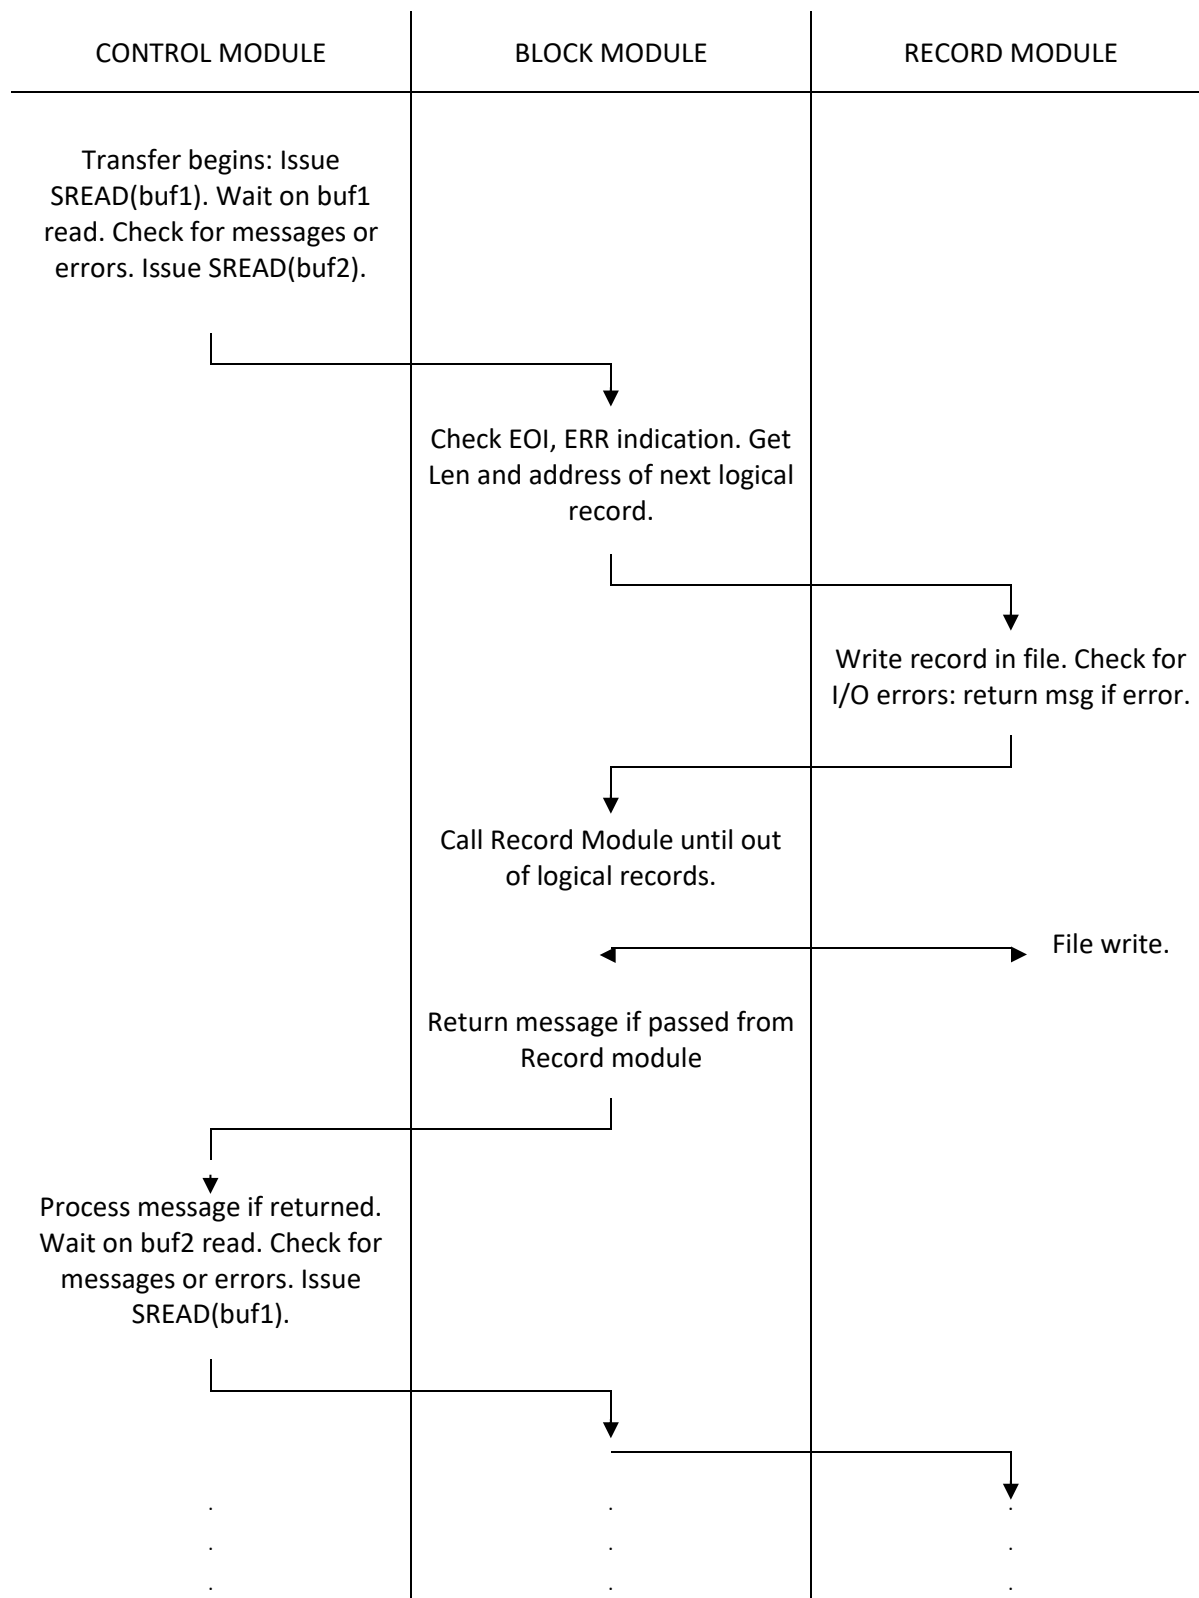 CONTROL MODULE
BLOCK MODULE
RECORD MODULE
Transfer begins: Issue
SREAD(buf1). Wait on buf1
read. Check for messages or
errors. Issue SREAD(buf2).
Check EOI, ERR indication. Get
Len and address of next logical
record.
Write record in file. Check for
I/O errors: return msg if error.
Call Record Module until out
of logical records.
File write.
Return message if passed from
Record module
Process message if returned.
Wait on buf2 read. Check for
messages or errors. Issue
SREAD(buf1).
. . .
. . .
. . .